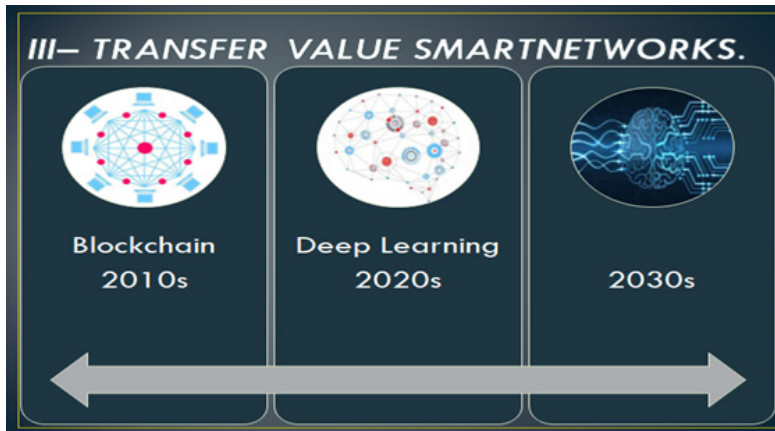 III– TRANSFER VALUE SMARTNETWORKS.
Blockchain
2010s
Deep Learning
2020s
2030s